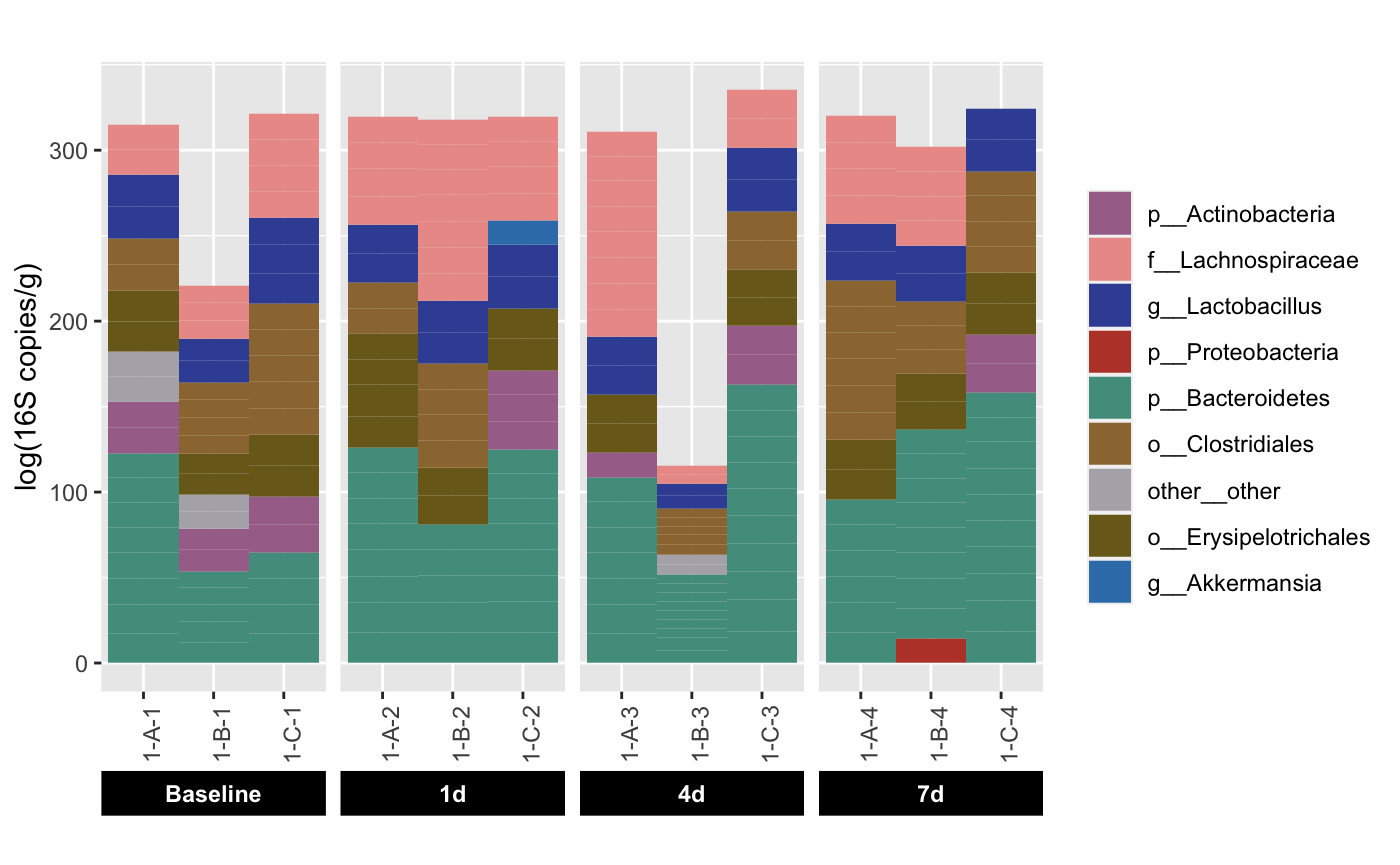 log(16S copies/g)
300
200
100
0
1-A-1
1-B-1
1-C-1
1-A-2
1-B-2
1-C-2
1-A-3
1-B-3
1-C-3
1-A-4
1-B-4
1-C-4
Baseline
1d
4d
7d
p__Actinobacteria
f__Lachnospiraceae
g__Lactobacillus
p__Proteobacteria
p__Bacteroidetes
o__Clostridiales
other__other
o__Erysipelotrichales
g__Akkermansia